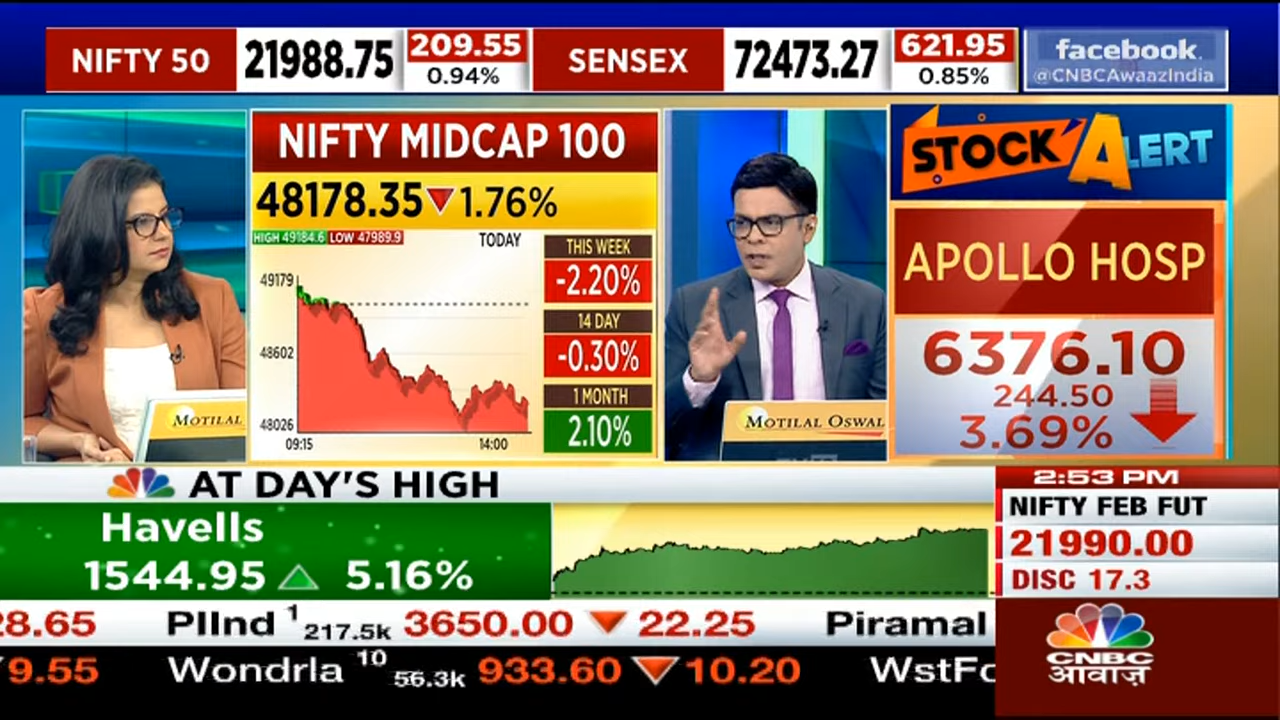 NIFTY 50
21988.75
209.55
0.94%
SENSEX
72473.27
621.95
0.85%
facebook
@CNBCAwaazIndia
MOTILAL
NIFTY MIDCAP 100
48178.35 ▼ 1.76%
HIGH 49184.6 LOW 47989.9
TODAY
49179
48602
48026
09:15
14:00
THIS WEEK
-2.20%
14 DAY
-0.30%
1 MONTH
2.10%
MOTILAL OSWAL
STOCK ALERT
APOLLO HOSP
6376.10
244.50
3.69%
AT DAY'S HIGH
Havells
1544.95 ▲ 5.16%
2:53 PM
NIFTY FEB FUT
21990.00
DISC 17.3
28.65 PIInd 1 217.5k 3650.00 ▼ 22.25 Piramal
9.55 Wondrla 10 56.3k 933.60 ▼ 10.20 WstFc
CNBC
आवाज़